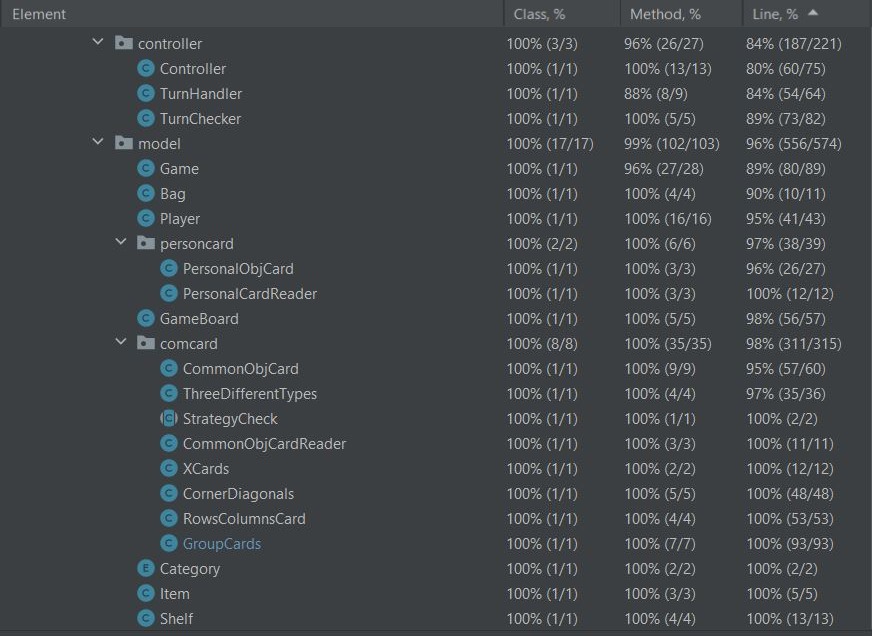 Element Class, % Method, % Line, %
controller 100% (3/3) 96% (26/27) 84% (187/221)
C Controller 100% (1/1) 100% (13/13) 80% (60/75)
C TurnHandler 100% (1/1) 88% (8/9) 84% (54/64)
C TurnChecker 100% (1/1) 100% (5/5) 89% (73/82)
model 100% (17/17) 99% (102/103) 96% (556/574)
C Game 100% (1/1) 96% (27/28) 89% (80/89)
C Bag 100% (1/1) 100% (4/4) 90% (10/11)
C Player 100% (1/1) 100% (16/16) 95% (41/43)
personcard 100% (2/2) 100% (6/6) 97% (38/39)
C PersonalObjCard 100% (1/1) 100% (3/3) 96% (26/27)
C PersonalCardReader 100% (1/1) 100% (3/3) 100% (12/12)
C GameBoard 100% (1/1) 100% (5/5) 98% (56/57)
comcard 100% (8/8) 100% (35/35) 98% (311/315)
C CommonObjCard 100% (1/1) 100% (9/9) 95% (57/60)
C ThreeDifferentTypes 100% (1/1) 100% (4/4) 97% (35/36)
C StrategyCheck 100% (1/1) 100% (1/1) 100% (2/2)
C CommonObjCardReader 100% (1/1) 100% (3/3) 100% (11/11)
C XCards 100% (1/1) 100% (2/2) 100% (12/12)
C CornerDiagonals 100% (1/1) 100% (5/5) 100% (48/48)
C RowsColumnsCard 100% (1/1) 100% (4/4) 100% (53/53)
C GroupCards 100% (1/1) 100% (7/7) 100% (93/93)
E Category 100% (1/1) 100% (2/2) 100% (2/2)
C Item 100% (1/1) 100% (3/3) 100% (5/5)
C Shelf 100% (1/1) 100% (4/4) 100% (13/13)